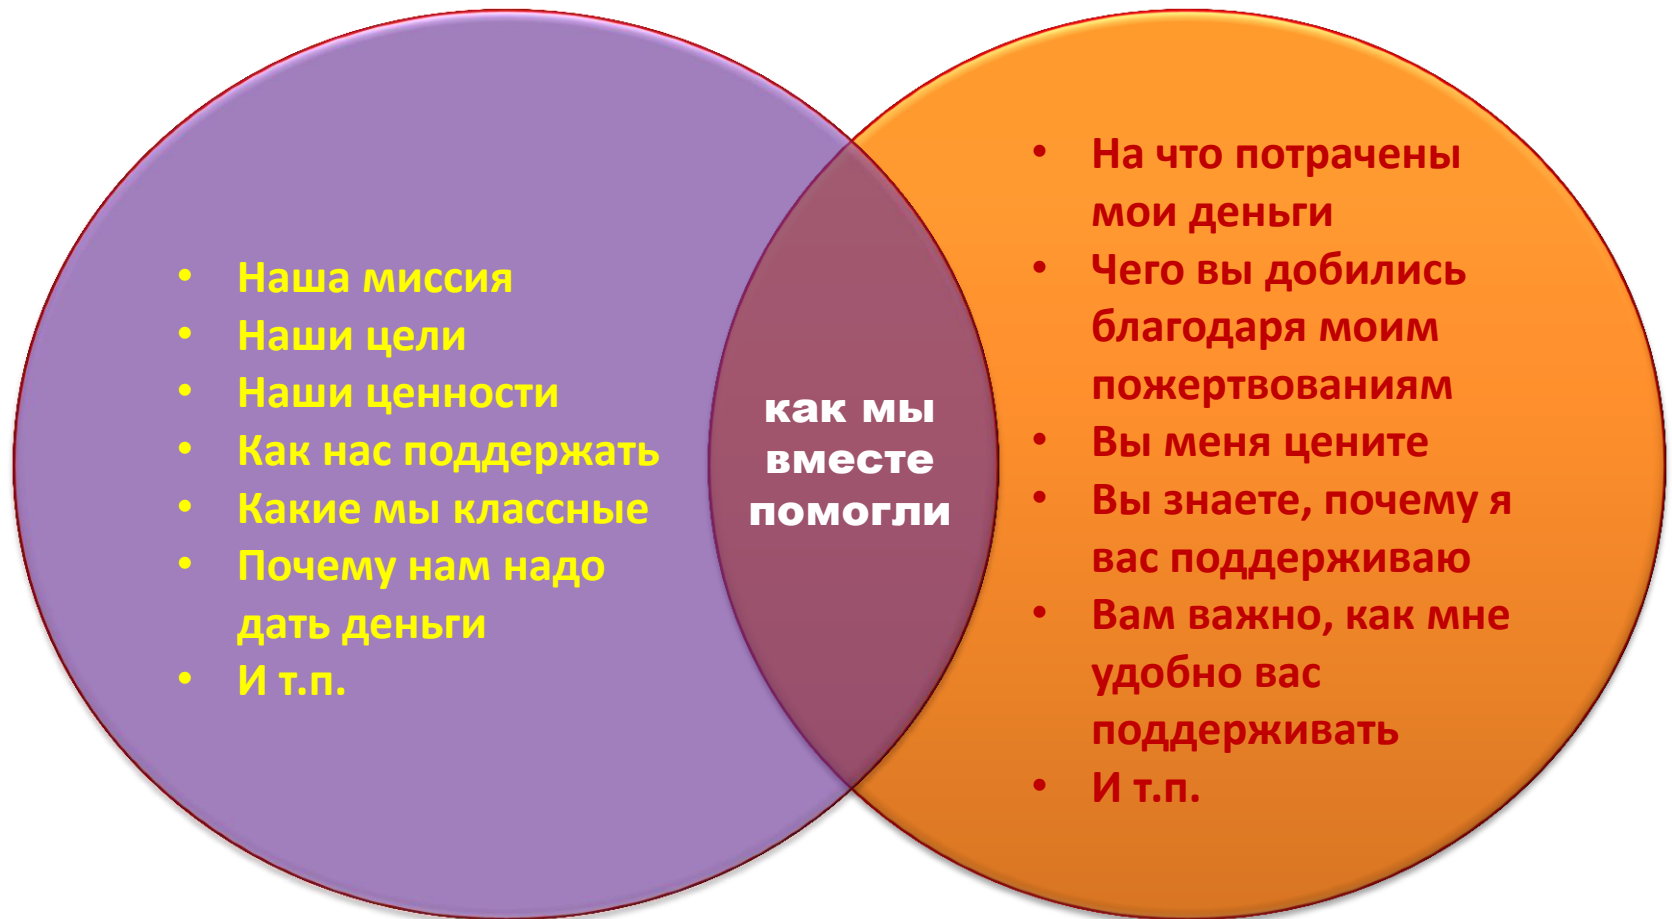 • Наша миссия
• Наши цели
• Наши ценности
• Как нас поддержать
• Какие мы классные
• Почему нам надо
дать деньги
• И т.п.
как мы
вместе
помогли
• На что потрачены
мои деньги
• Чего вы добились
благодаря моим
пожертвованиям
• Вы меня цените
• Вы знаете, почему я
вас поддерживаю
• Вам важно, как мне
удобно вас
поддерживать
• И т.п.